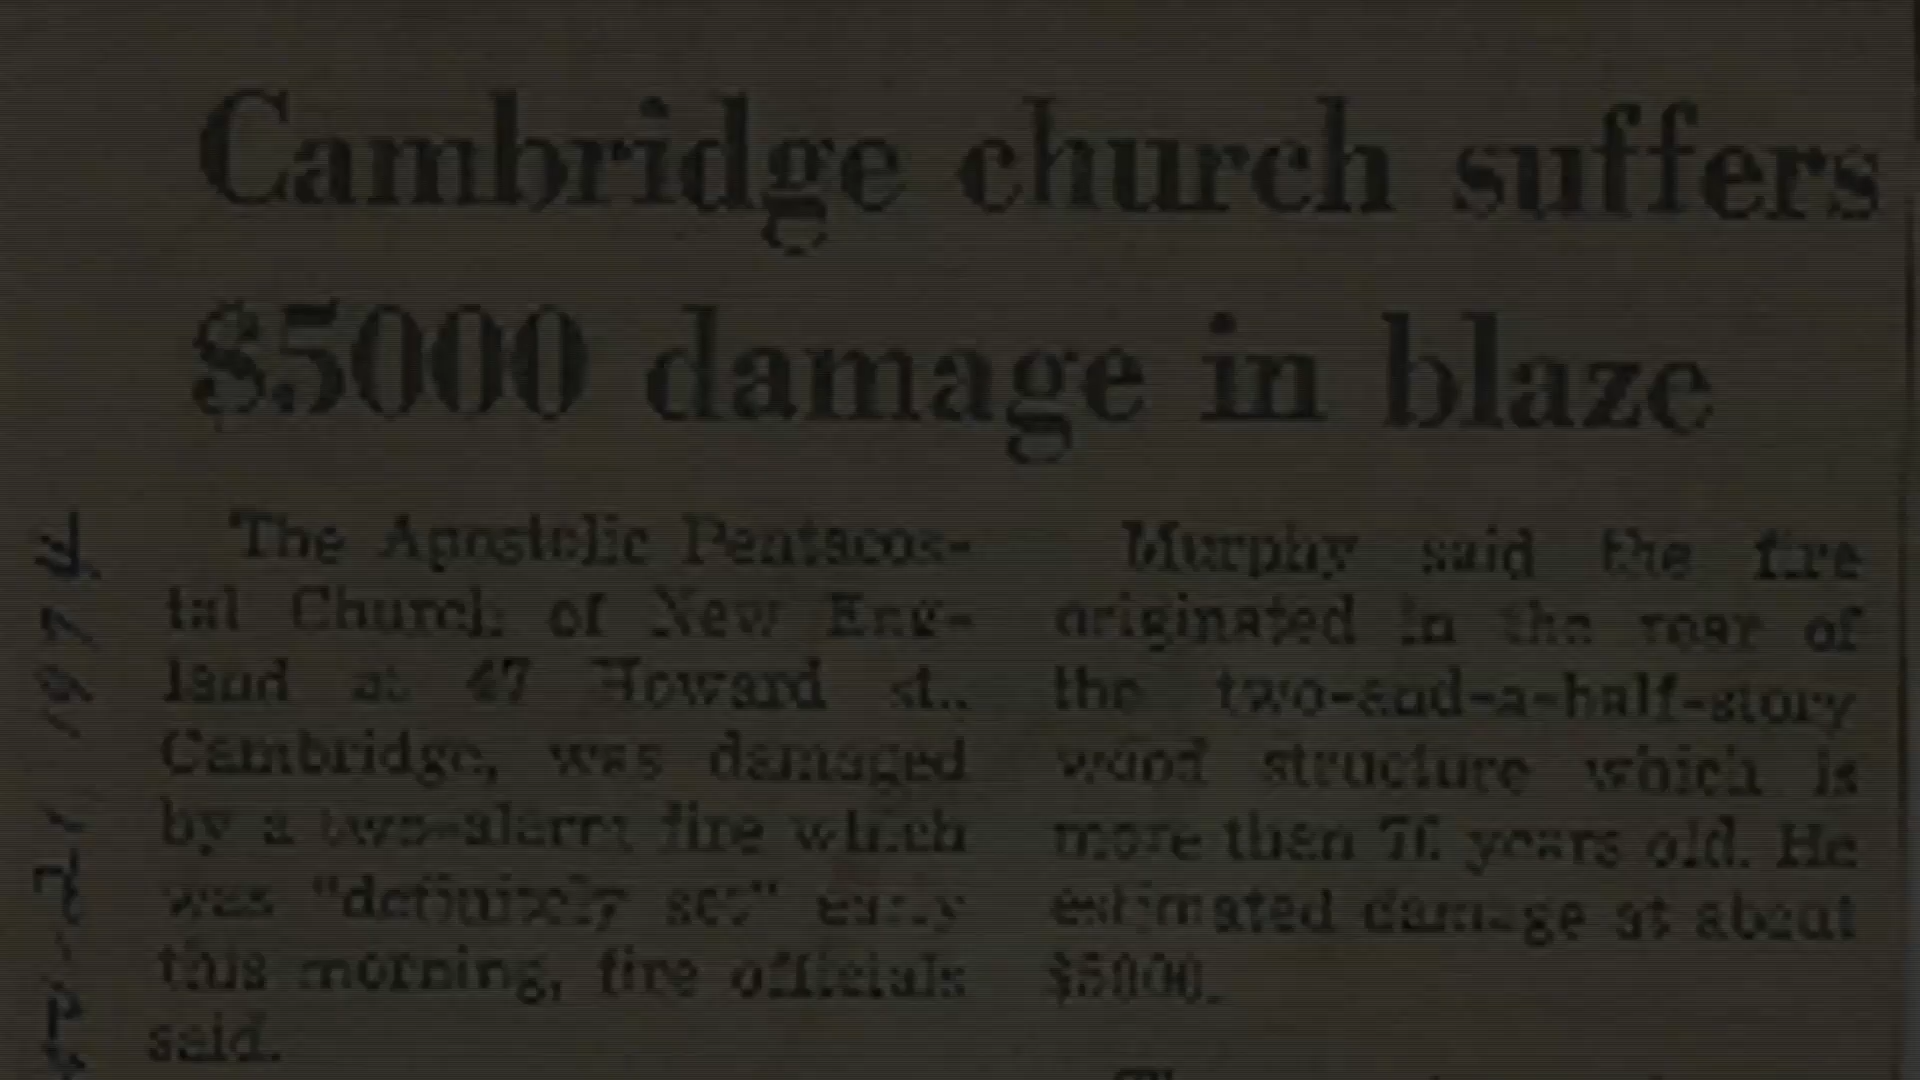 Cambridge church suffers
$5000 damage in blaze
The Apostolic Pentacos-
tal Church of New Eng-
land at 47 Howard st.,
Cambridge, was damaged
by a two-alarm fire which
was "definitely set" early
this morning, fire officials
said.
Murphy said the fire
originated in the rear of
the two-and-a-half-story
wood structure which is
more than years old. He
estimated damage at about
$5000.